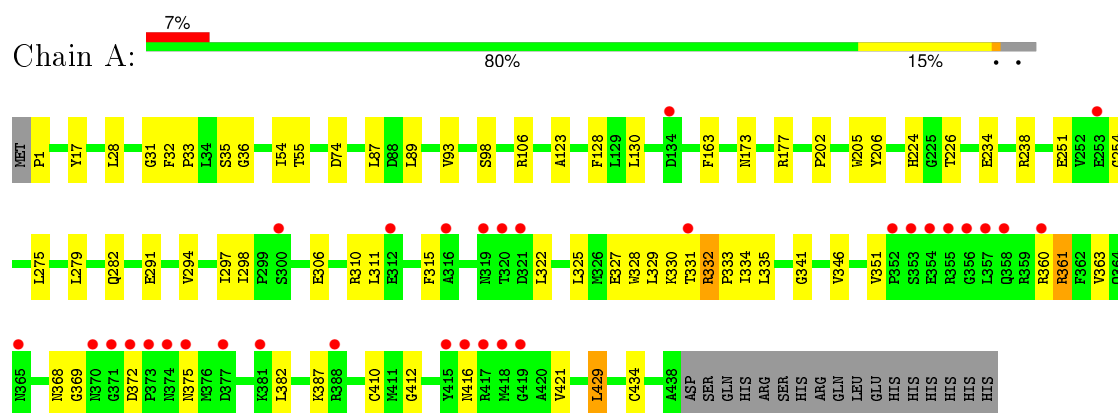 7%
Chain A:
80% 15% • •
MET P1 Y17 L28 G31 F32 P33 L34 S35 G36 I54 T55 D74 L87 D88 L89 V93 S98 R106 A123 F128 L129 L130 D134 F163 N173 R177 P202 W205 Y206 H224 G225 T226 E234 R238 E251 V252 E253
L275 L279 Q282 E291 V294 I297 I298 P299 S300 E306 R310 L311 E312 F315 A316 N319 T320 D321 L322 L325 M326 E327 W328 L329 K330 T331 R332 P333 I334 L335 G341 V346 V351 P352 S353 E354 R355 G356 L357 Q358 R359 R360 R361 F362 V363
N365 N368 G369 N370 G371 D372 P373 N374 N375 M376 D377 K381 L382 K387 R388 C410 M411 G412 Y415 N416 R417 M418 G419 A420 V421 L429 C434 A438 ASP SER GLN HIS ARG SER HIS PRO ARG GLN LEU GLU HIS HIS HIS HIS HIS HIS